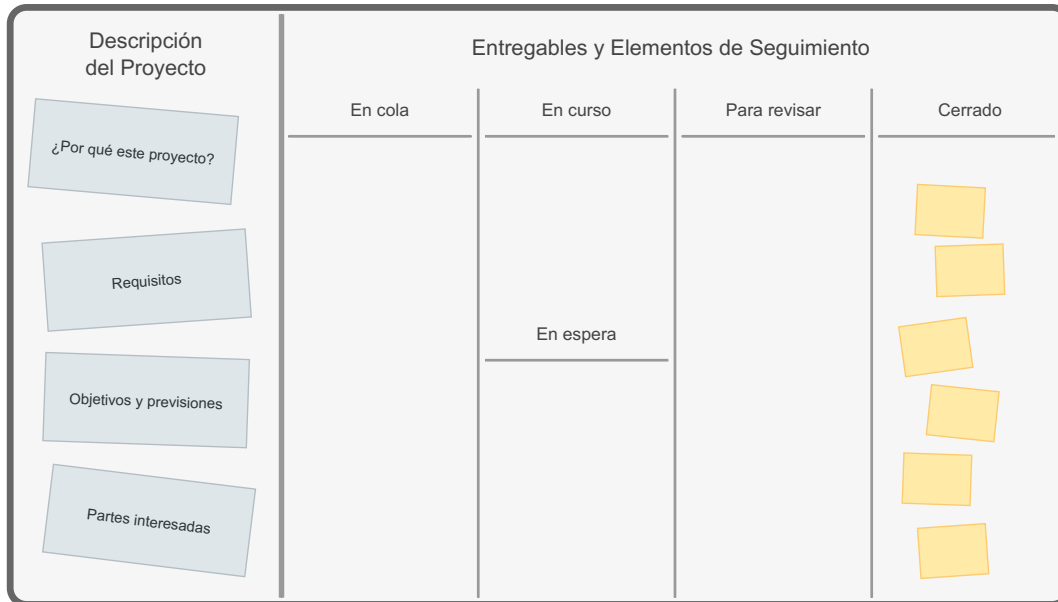 Descripción
del Proyecto
Entregables y Elementos de Seguimiento
En cola
En curso
Para revisar
Cerrado
¿Por qué este proyecto?
Requisitos
En espera
Objetivos y previsiones
Partes interesadas